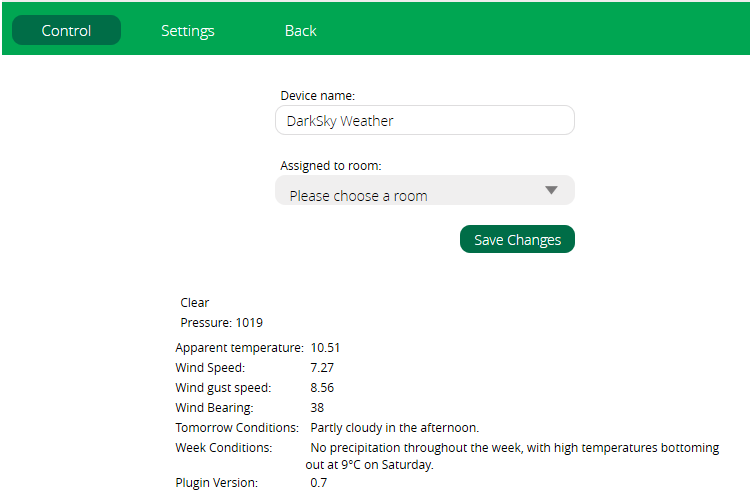 Control Settings Back
Device name:
DarkSky Weather
Assigned to room:
Please choose a room
Save Changes
Clear
Pressure: 1019
Apparent temperature: 10.51
Wind Speed: 7.27
Wind gust speed: 8.56
Wind Bearing: 38
Tomorrow Conditions: Partly cloudy in the afternoon.
Week Conditions: No precipitation throughout the week, with high temperatures bottoming
out at 9°C on Saturday.
Plugin Version: 0.7